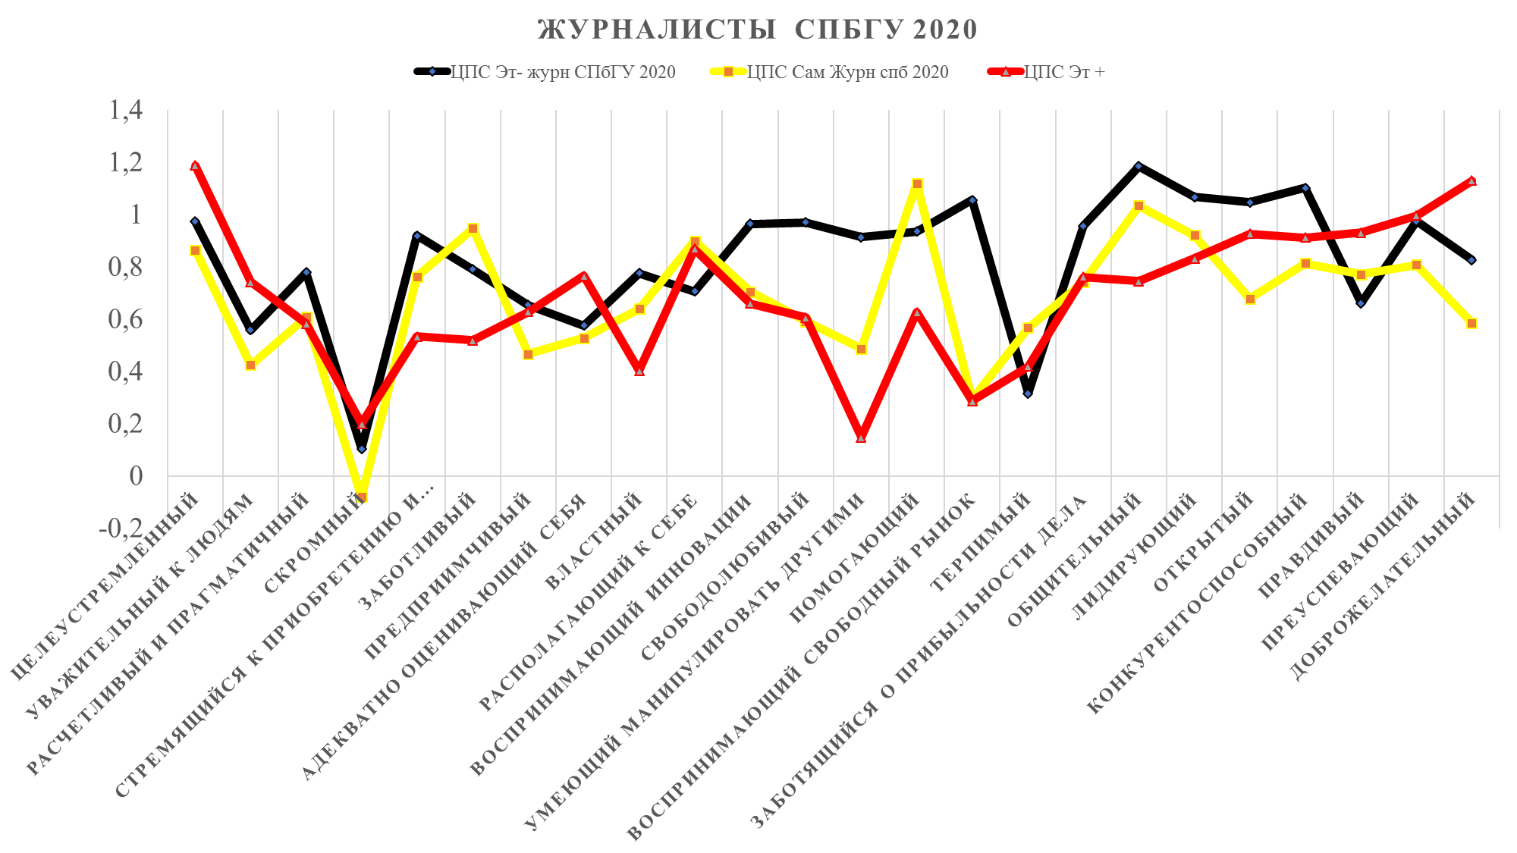 ЖУРНАЛИСТЫ СПБГУ 2020
ЦПС Эт- журн СПбГУ 2020
ЦПС Сам Журн спб 2020
ЦПС Эт +
1,4
1,2
1
0,8
0,6
0,4
0,2
0
-0,2
ЦЕЛЕУСТРЕМЛЕННЫЙ
УВАЖИТЕЛЬНЫЙ К ЛЮДЯМ
РАСЧЕТЛИВЫЙ И ПРАГМАТИЧНЫЙ
СКРОМНЫЙ
СТРЕМЯЩИЙСЯ К ПРИОБРЕТЕНИЮ И…
ЗАБОТЛИВЫЙ
ПРЕДПРИИМЧИВЫЙ
АДЕКВАТНО ОЦЕНИВАЮЩИЙ СЕБЯ
ВЛАСТНЫЙ
РАСПОЛАГАЮЩИЙ К СЕБЕ
ВОСПРИНИМАЮЩИЙ ИННОВАЦИИ
СВОБОДОЛЮБИВЫЙ
УМЕЮЩИЙ МАНИПУЛИРОВАТЬ ДРУГИМИ
ПОМОГАЮЩИЙ
ВОСПРИНИМАЮЩИЙ СВОБОДНЫЙ РЫНОК
ТЕРПИМЫЙ
ЗАБОТЯЩИЙСЯ О ПРИБЫЛЬНОСТИ ДЕЛА
ОБЩИТЕЛЬНЫЙ
ЛИДИРУЮЩИЙ
ОТКРЫТЫЙ
КОНКУРЕНТОСПОСОБНЫЙ
ПРАВДИВЫЙ
ПРЕУСПЕВАЮЩИЙ
ДОБРОЖЕЛАТЕЛЬНЫЙ